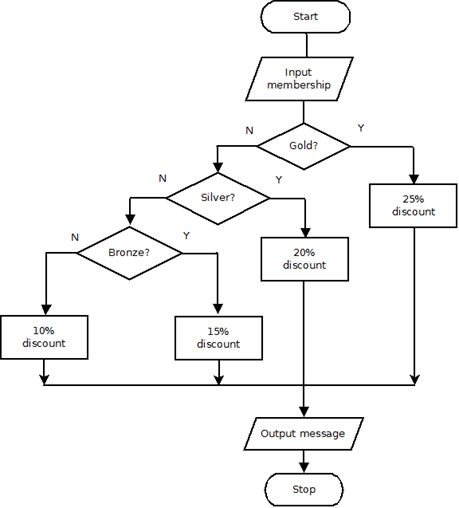 Start
Input
membership
N
Y
Gold?
N
Y
Silver?
25%
discount
N
Y
Bronze?
20%
discount
10%
discount
15%
discount
Output message
Stop